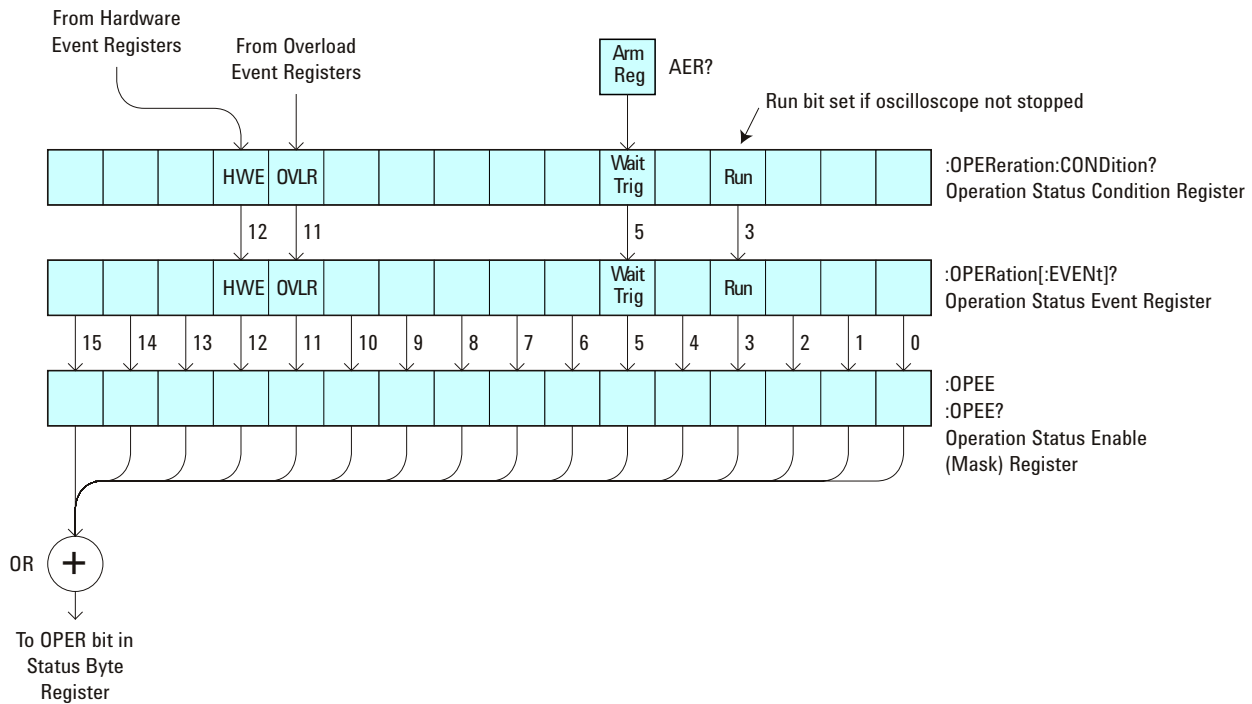 From Hardware
Event Registers
From Overload
Event Registers
Arm
Reg
AER?
Run bit set if oscilloscope not stopped
HWE OVLR Wait
Trig Run
:OPEReration:CONDition?
Operation Status Condition Register
12 11 5 3
HWE OVLR Wait
Trig Run
:OPERation[:EVENt]?
Operation Status Event Register
15 14 13 12 11 10 9 8 7 6 5 4 3 2 1 0
:OPEE
:OPEE?
Operation Status Enable
(Mask) Register
OR +
To OPER bit in
Status Byte
Register